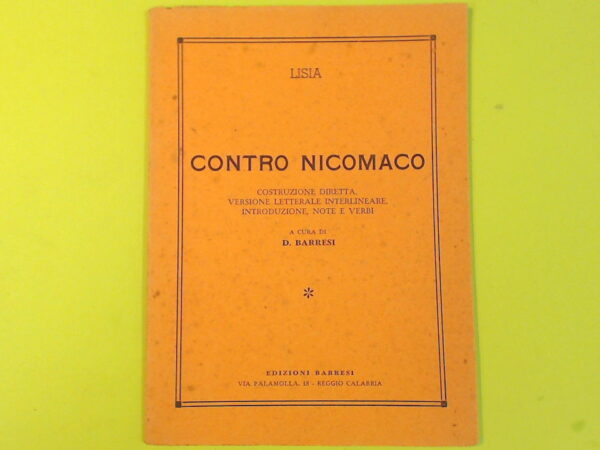 LISIA
CONTRO NICOMACO
COSTRUZIONE DIRETTA,
VERSIONE LETTERALE INTERLINEARE,
INTRODUZIONE, NOTE E VERBI
A CURA DI
D. BARRESI
*
EDIZIONI BARRESI
VIA PALAMOLLA, 18 - REGGIO CALABRIA